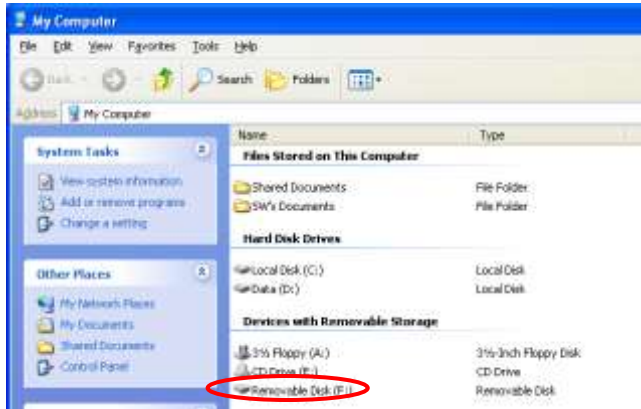 My Computer
File Edit View Favorites Tools Help
Back Search Folders
Address My Computer
Name Type
System Tasks
View system information
Add or remove programs
Change a setting
Files Stored on This Computer
Shared Documents File Folder
SW's Documents File Folder
Hard Disk Drives
Local Disk (C:) Local Disk
Data (D:) Local Disk
Other Places
My Network Places
My Documents
Shared Documents
Control Panel
Devices with Removable Storage
3½ Floppy (A:) 3½-Inch Floppy Disk
CD Drive (E:) CD Drive
Removable Disk (F:) Removable Disk